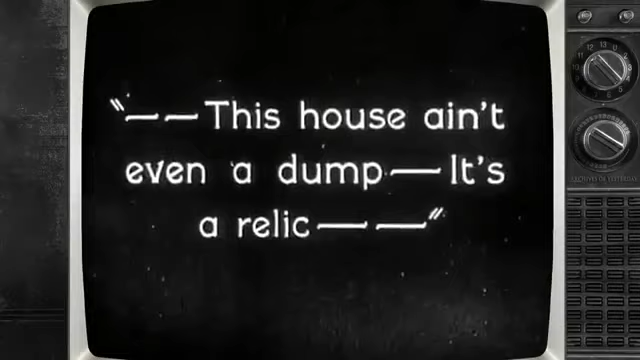 "— —This house ain't
even a dump—It's
a relic— —"